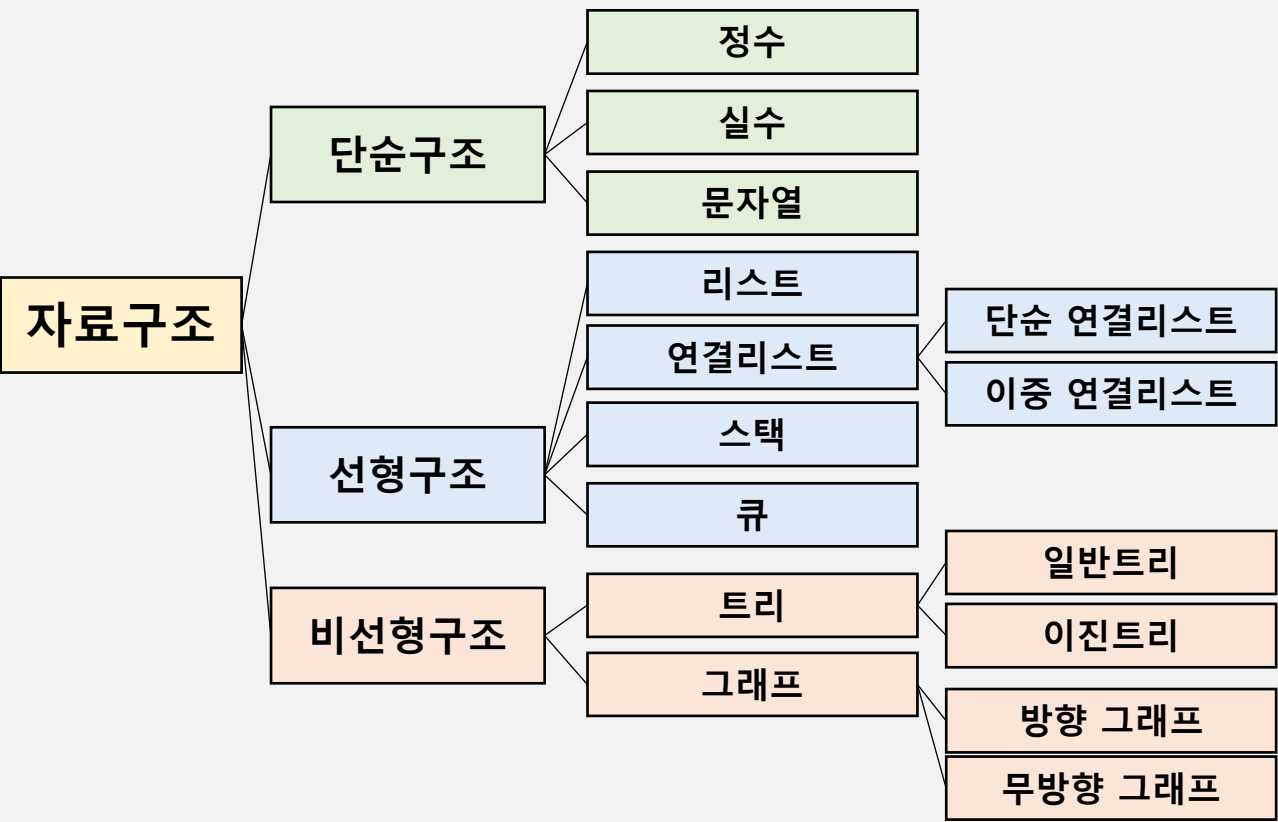 자료구조
단순구조
정수
실수
문자열
선형구조
리스트
연결리스트
단순 연결리스트
이중 연결리스트
스택
큐
비선형구조
트리
일반트리
이진트리
그래프
방향 그래프
무방향 그래프